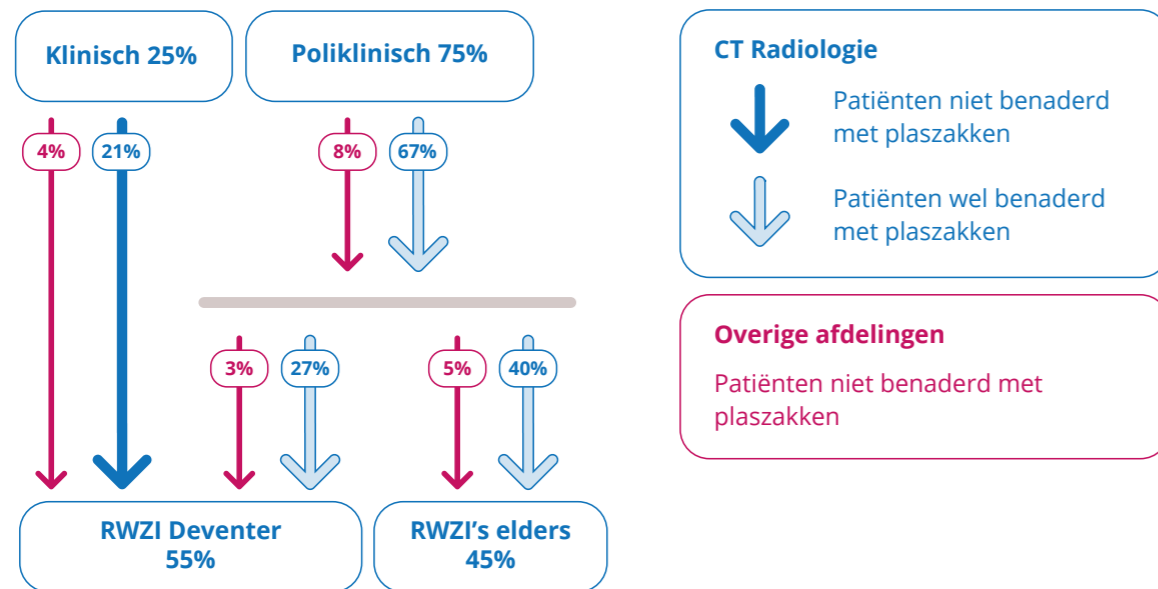 Klinisch 25%
Poliklinisch 75%
4%
21%
8%
67%
3%
27%
5%
40%
RWZI Deventer
55%
RWZI's elders
45%
CT Radiologie
Patiënten niet benaderd
met plaszakken
Patiënten wel benaderd
met plaszakken
Overige afdelingen
Patiënten niet benaderd met
plaszakken